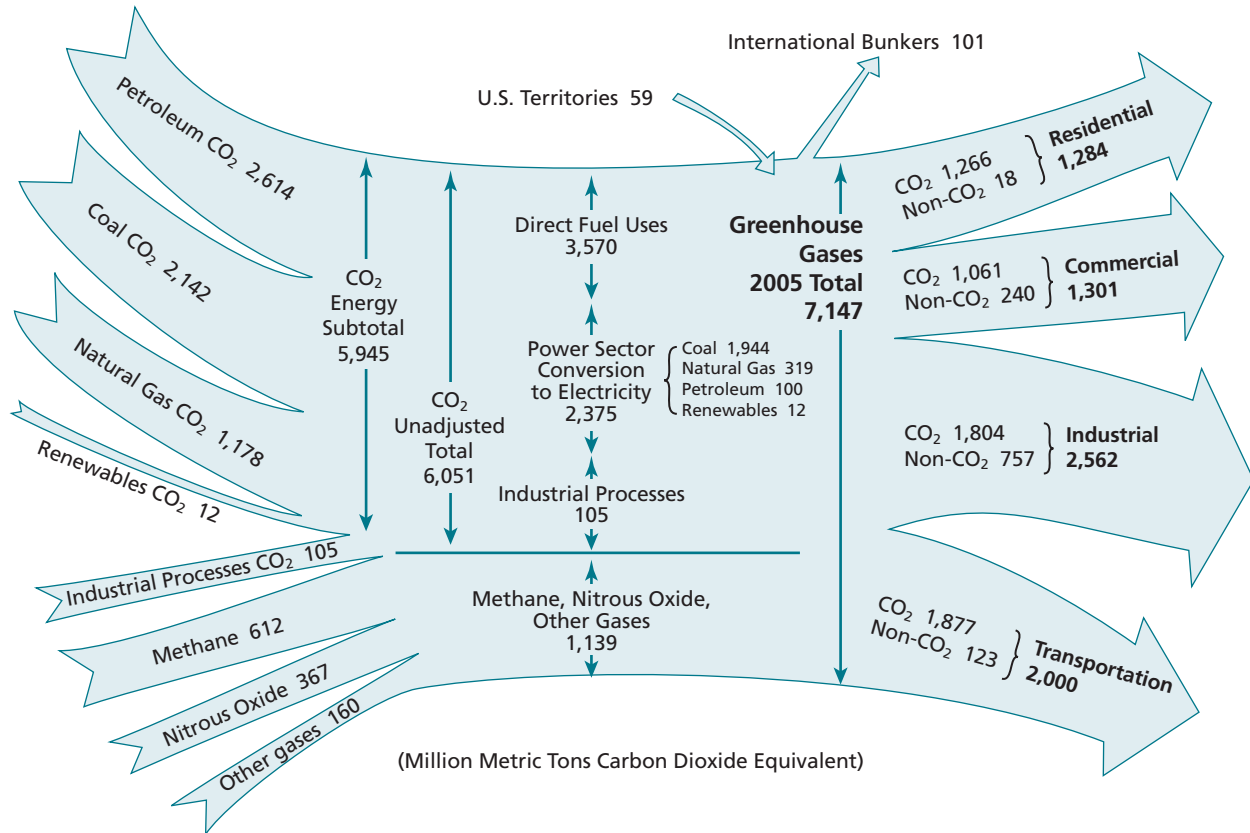 International Bunkers 101
U.S. Territories 59
Petroleum CO₂ 2,614
Coal CO₂ 2,142
Natural Gas CO₂ 1,178
Renewables CO₂ 12
Industrial Processes CO₂ 105
Methane 612
Nitrous Oxide 367
Other gases 160
CO₂
Energy
Subtotal
5,945
CO₂
Unadjusted
Total
6,051
Direct Fuel Uses
3,570
Power Sector
Conversion
to Electricity
2,375
Coal 1,944
Natural Gas 319
Petroleum 100
Renewables 12
Industrial Processes
105
Methane, Nitrous Oxide,
Other Gases
1,139
Greenhouse
Gases
2005 Total
7,147
CO₂ 1,266
Non-CO₂ 18
Residential
1,284
CO₂ 1,061
Non-CO₂ 240
Commercial
1,301
CO₂ 1,804
Non-CO₂ 757
Industrial
2,562
CO₂ 1,877
Non-CO₂ 123
Transportation
2,000
(Million Metric Tons Carbon Dioxide Equivalent)